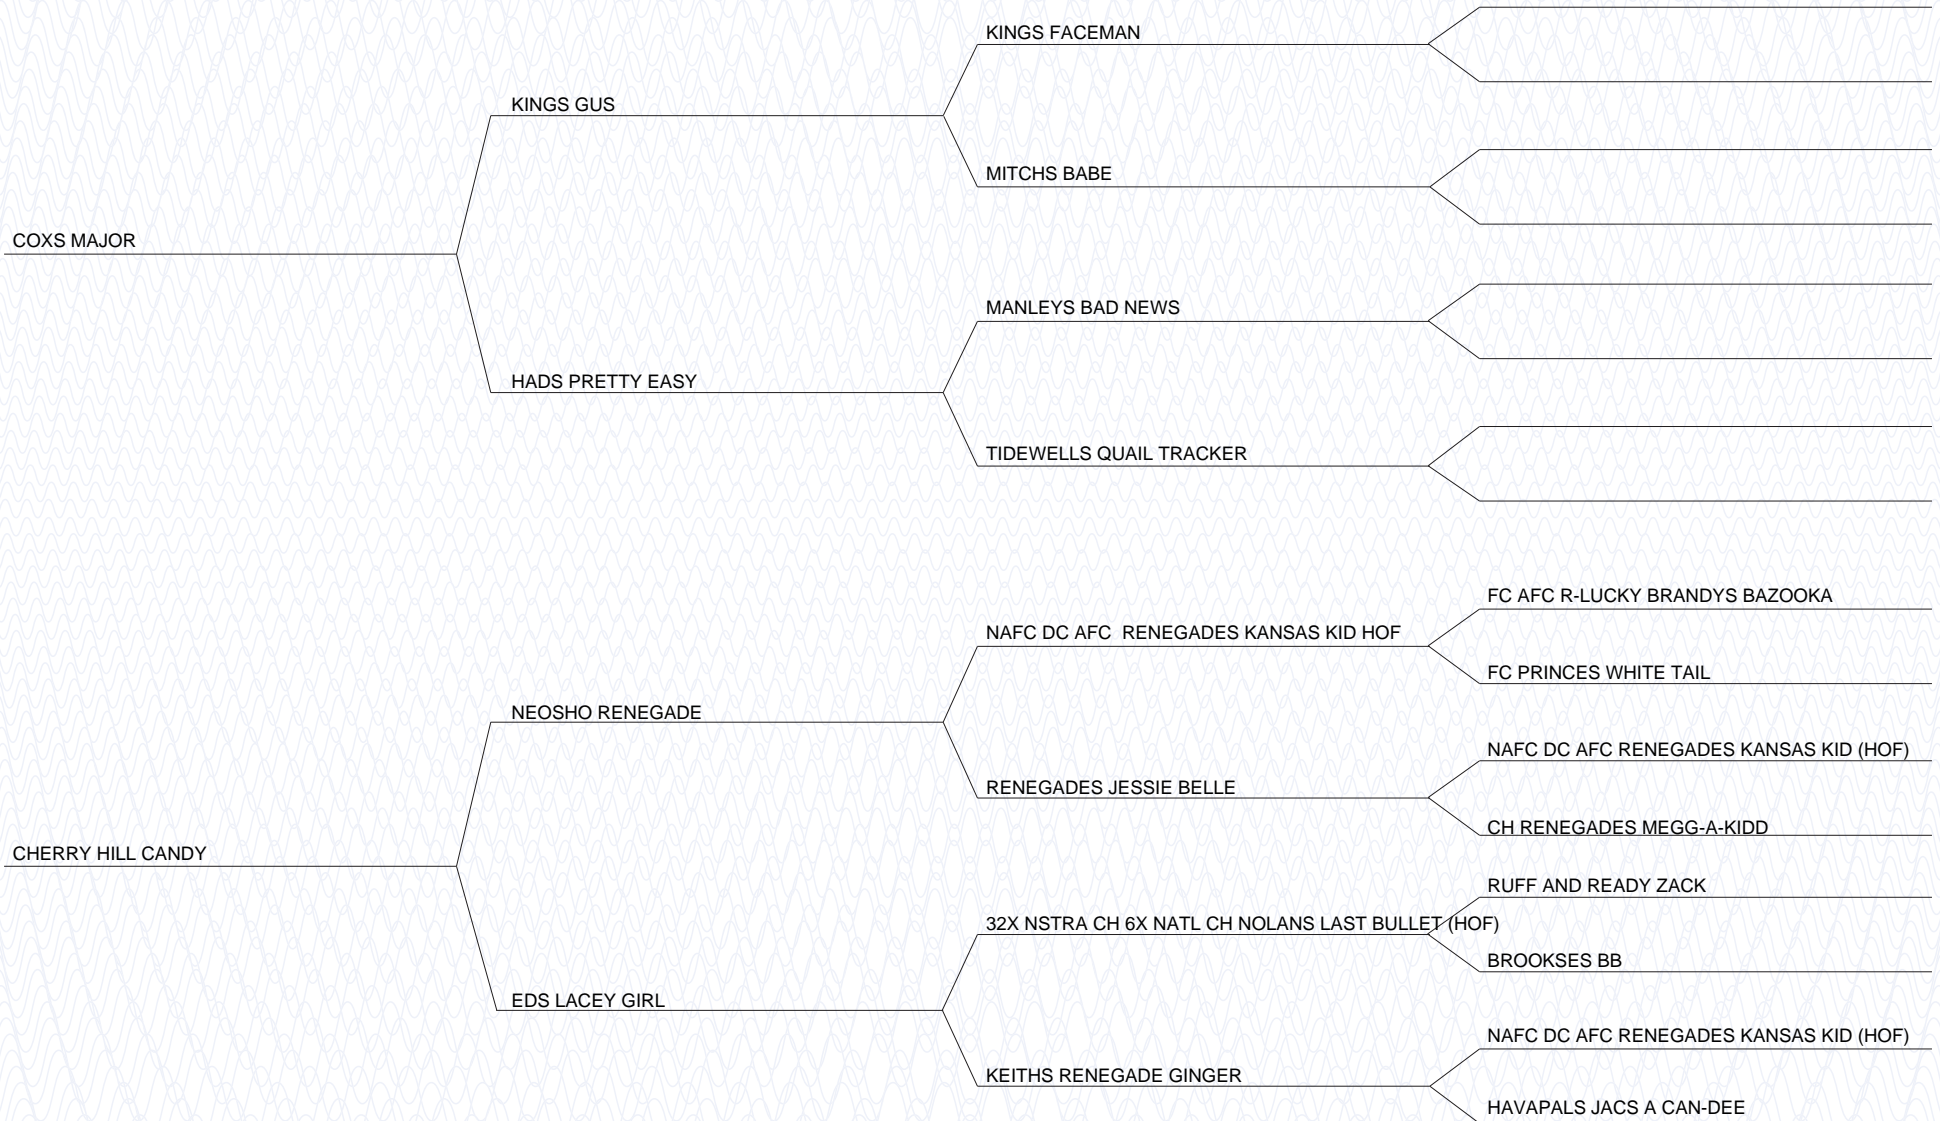 KINGS FACEMAN
KINGS GUS
MITCHS BABE
COXS MAJOR
MANLEYS BAD NEWS
HADS PRETTY EASY
TIDEWELLS QUAIL TRACKER
FC AFC R-LUCKY BRANDYS BAZOOKA
NAFC DC AFC  RENEGADES KANSAS KID HOF
FC PRINCES WHITE TAIL
NEOSHO RENEGADE
NAFC DC AFC RENEGADES KANSAS KID (HOF)
RENEGADES JESSIE BELLE
CH RENEGADES MEGG-A-KIDD
CHERRY HILL CANDY
RUFF AND READY ZACK
32X NSTRA CH 6X NATL CH NOLANS LAST BULLET (HOF)
BROOKSES BB
EDS LACEY GIRL
NAFC DC AFC RENEGADES KANSAS KID (HOF)
KEITHS RENEGADE GINGER
HAVAPALS JACS A CAN-DEE